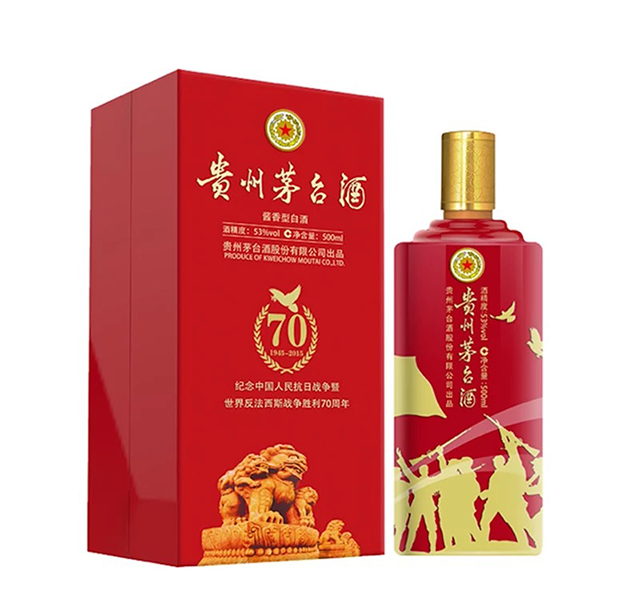 贵州茅台酒
酱香型白酒
酒精度：53%vol 净含量：500ml
贵州茅台酒股份有限公司出品
PRODUCE OF KWEICHOW MOUTAI CO.,LTD.
70
1945-2015
纪念中国人民抗日战争暨
世界反法西斯战争胜利70周年
酒精度：53%vol 净含量：500ml
贵州茅台酒
贵州茅台酒股份有限公司出品